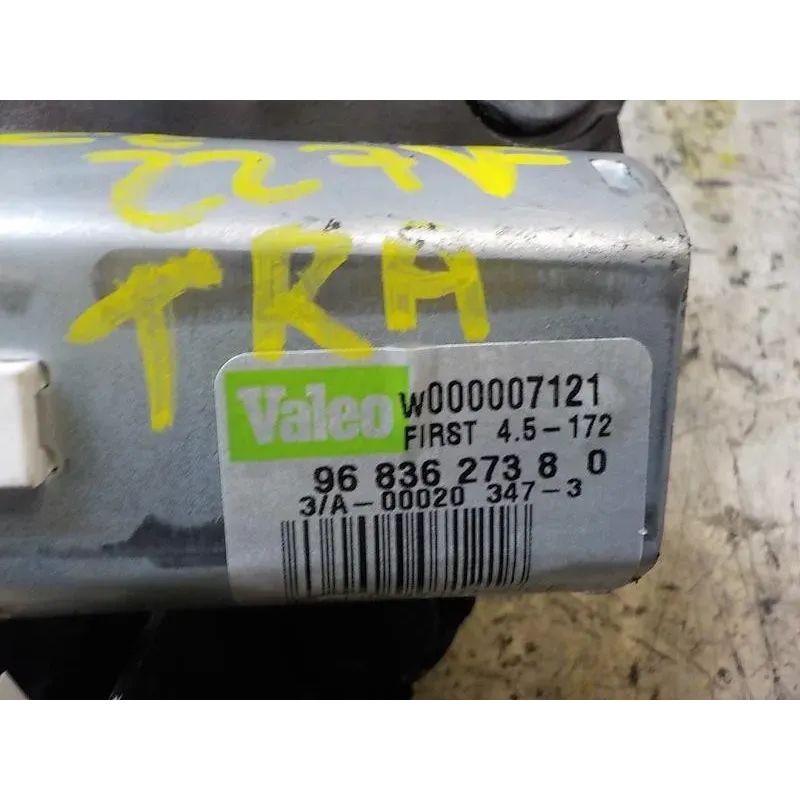 TRA
Valeo
W000007121
FIRST 4.5-172
96 836 273 8 0
3/A-00020 347-3